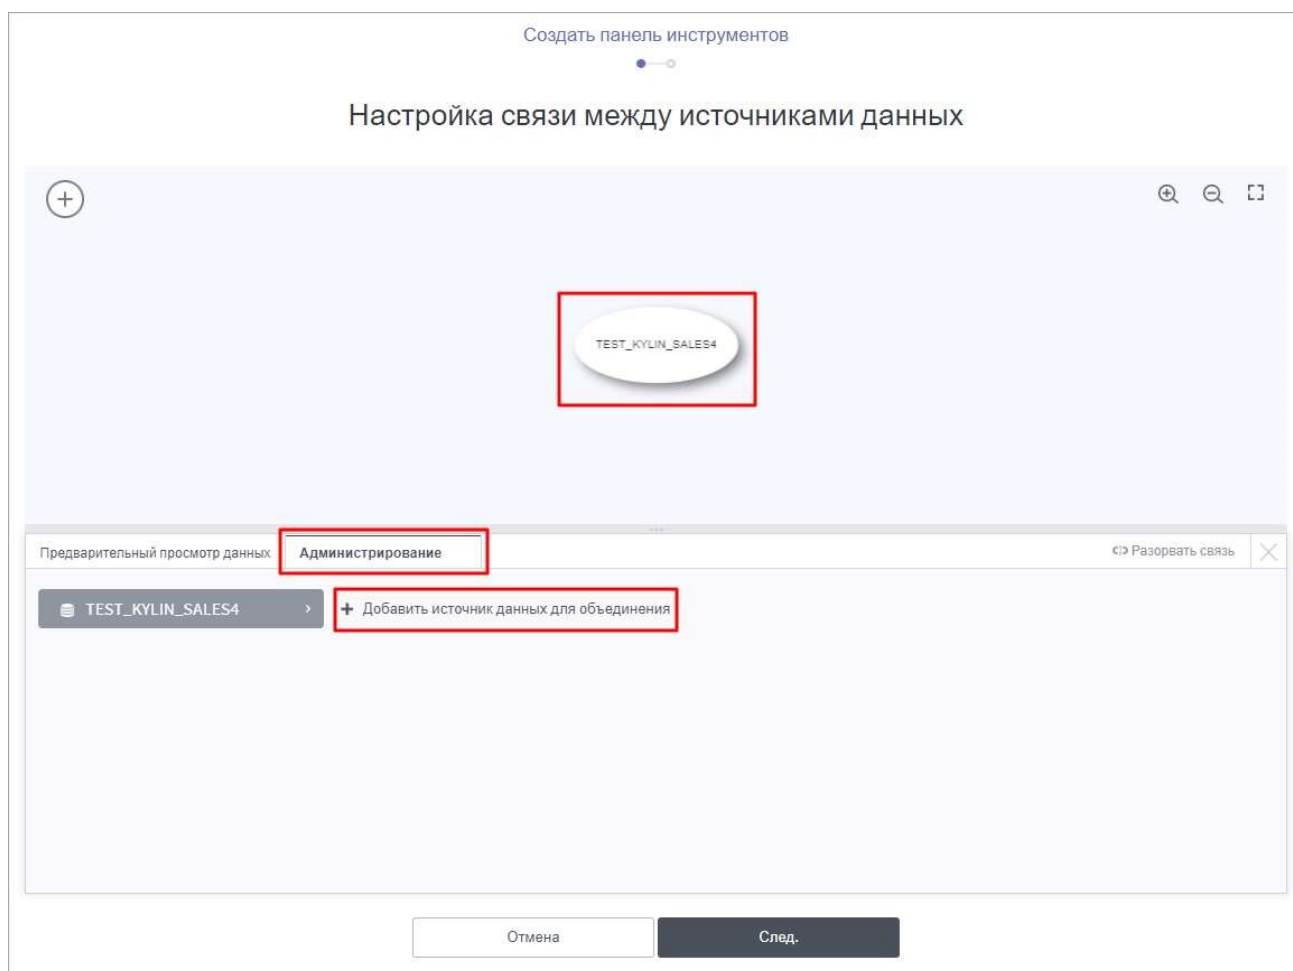 Создать панель инструментов
Настройка связи между источниками данных
TEST_KYLIN_SALES4
Предварительный просмотр данных
Администрирование
Разорвать связь
TEST_KYLIN_SALES4
Добавить источник данных для объединения
Отмена
След.